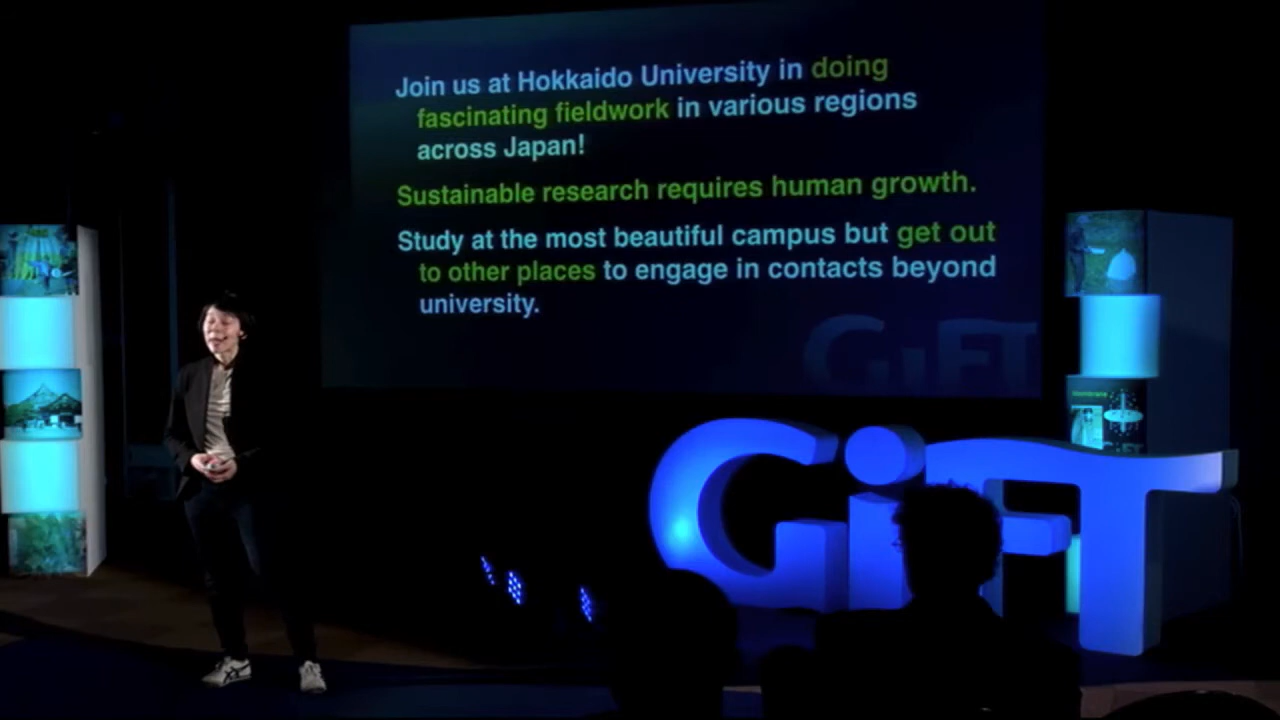 Join us at Hokkaido University in doing
fascinating fieldwork in various regions
across Japan!
Sustainable research requires human growth.
Study at the most beautiful campus but get out
to other places to engage in contacts beyond
university.
GiFT
GiFT